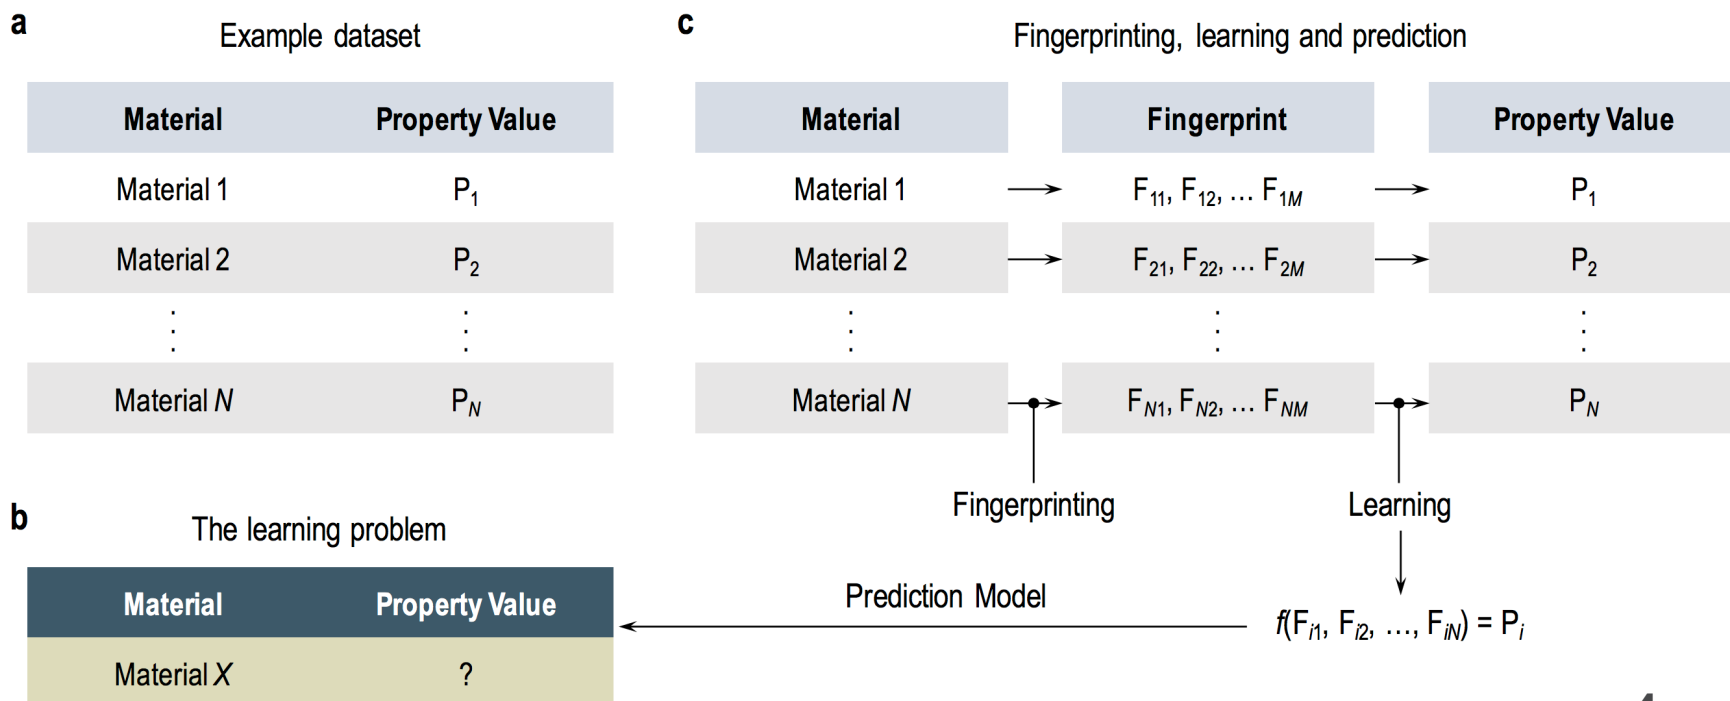 a Example dataset
Material Property Value
Material 1 P1
Material 2 P2
⋮ ⋮
Material N PN
b The learning problem
Material Property Value
Material X ?
c Fingerprinting, learning and prediction
Material Fingerprint Property Value
Material 1 F11, F12, ... F1M P1
Material 2 F21, F22, ... F2M P2
⋮ ⋮ ⋮
Material N FN1, FN2, ... FNM PN
Fingerprinting Learning
Prediction Model
f(Fi1, Fi2, ..., FiN) = Pi